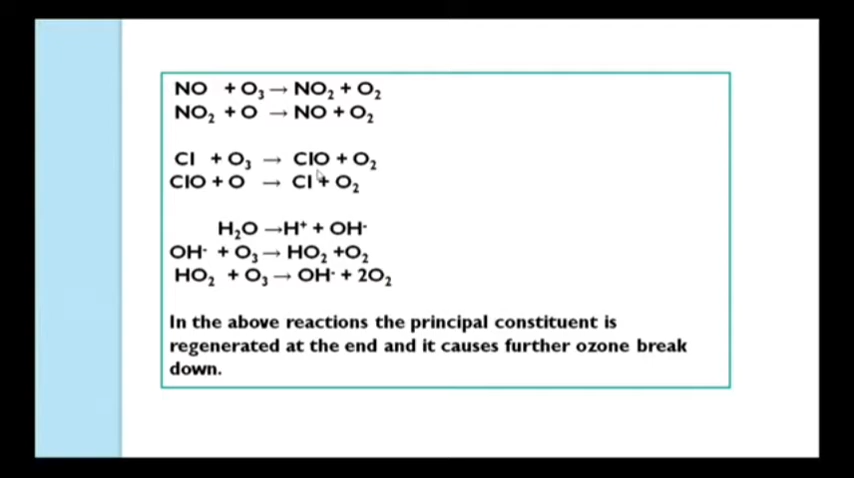 NO + O₃ → NO₂ + O₂
NO₂ + O → NO + O₂
Cl + O₃ → ClO + O₂
ClO + O → Cl + O₂
H₂O → H⁺ + OH⁻
OH⁻ + O₃ → HO₂ +O₂
HO₂ + O₃ → OH⁻ + 2O₂
In the above reactions the principal constituent is
regenerated at the end and it causes further ozone break
down.